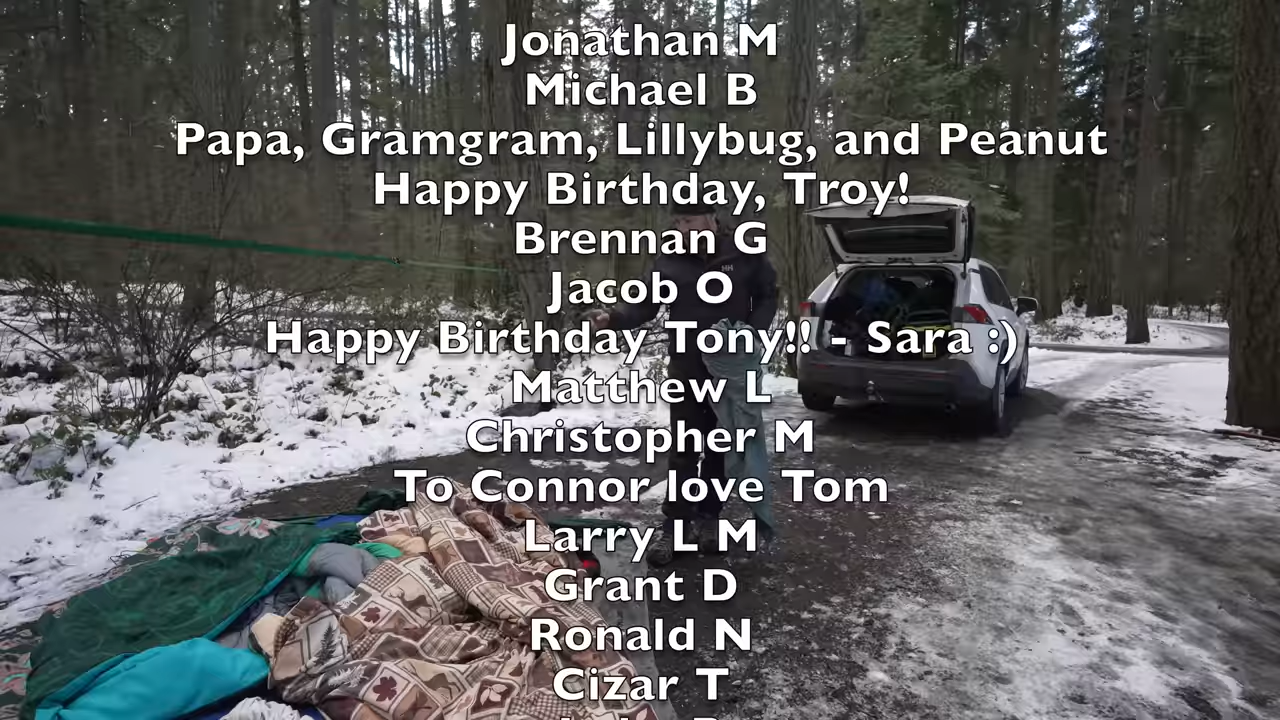 Jonathan M
Michael B
Papa, Gramgram, Lillybug, and Peanut
Happy Birthday, Troy!
Brennan G
Jacob O
HH
Happy Birthday Tony!! - Sara :)
Matthew L
Christopher M
To Connor love Tom
Larry L M
Grant D
Ronald N
Cizar T